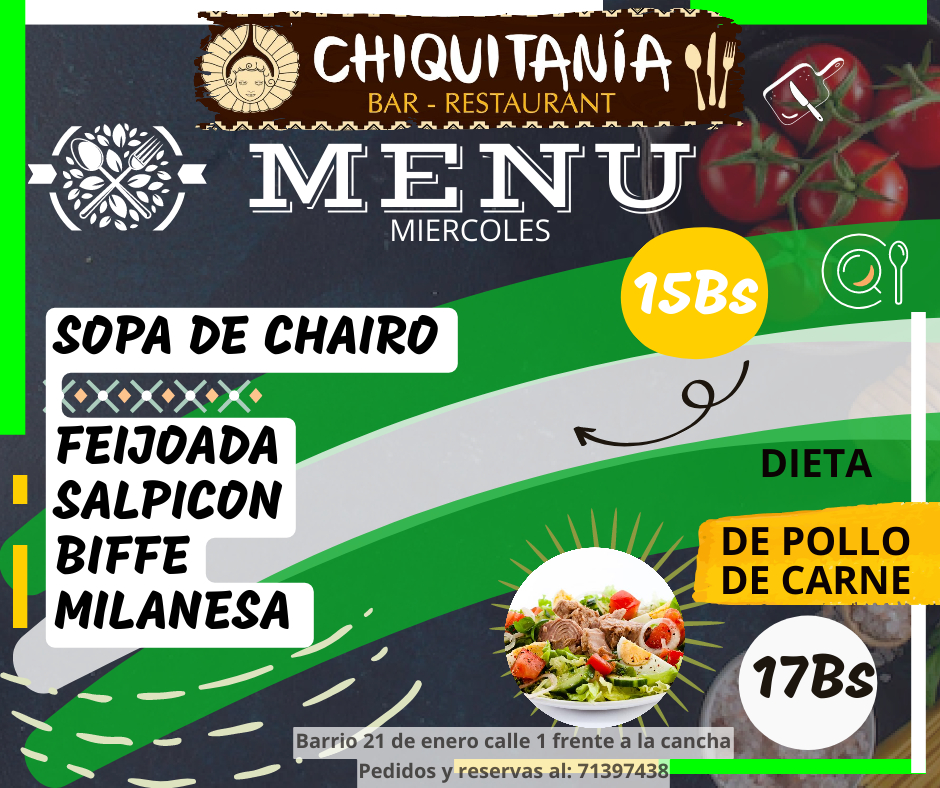 CHIQUITANÍA
BAR - RESTAURANT
MENU
MIERCOLES
15Bs
SOPA DE CHAIRO
FEIJOADA
SALPICON
BIFFE
MILANESA
DIETA
DE POLLO
DE CARNE
17Bs
Barrio 21 de enero calle 1 frente a la cancha
Pedidos y reservas al: 71397438